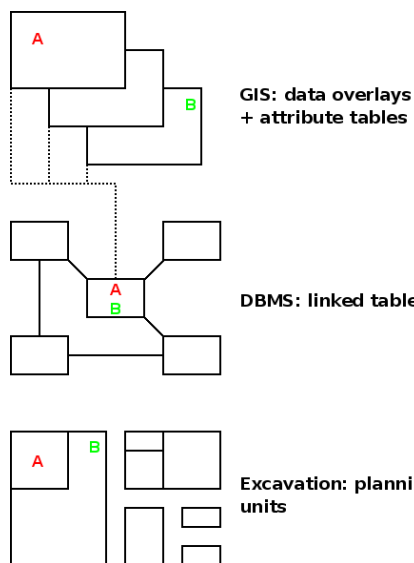 A
B
GIS: data overlays
+ attribute tables
A
B
DBMS: linked table
A
B
Excavation: planni
units